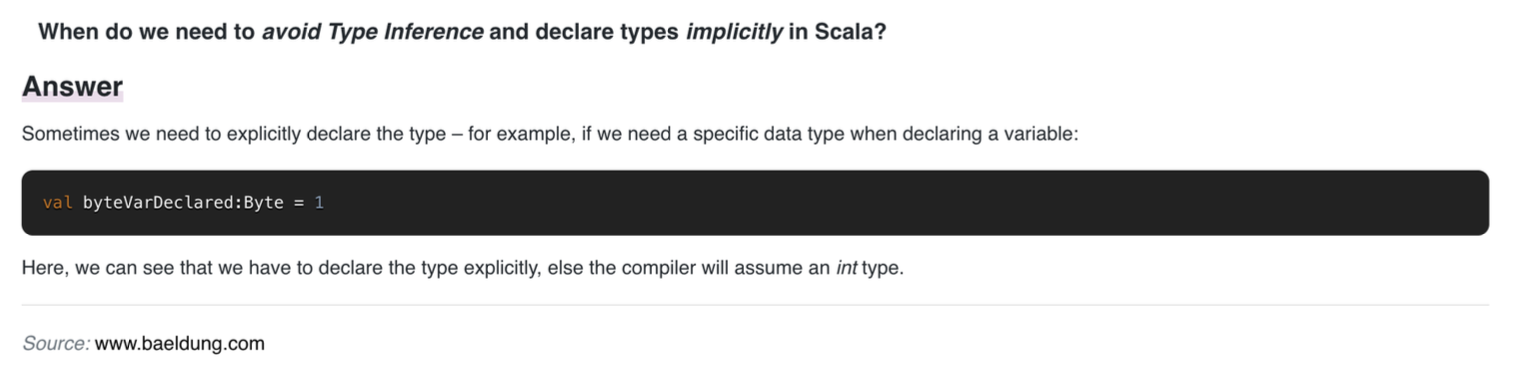 When do we need to avoid Type Inference and declare types implicitly in Scala?
Answer
Sometimes we need to explicitly declare the type – for example, if we need a specific data type when declaring a variable:
val byteVarDeclared:Byte = 1
Here, we can see that we have to declare the type explicitly, else the compiler will assume an int type.
Source: www.baeldung.com